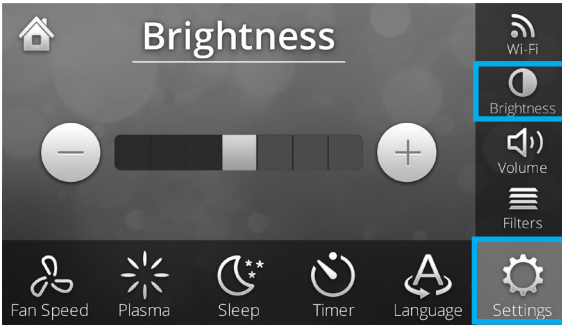 Brightness
Wi-Fi
Brightness
Volume
Filters
Fan Speed
Plasma
Sleep
Timer
Language
Settings